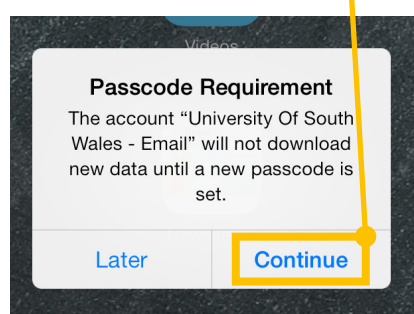 Videos
Passcode Requirement
The account “University Of South
Wales - Email” will not download
new data until a new passcode is
set.
Later
Continue